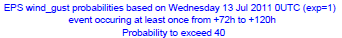 EPS wind_gust probabilities based on Wednesday 13 Jul 2011 0UTC (exp=1)
event occuring at least once from +72h to +120h
Probability to exceed 40